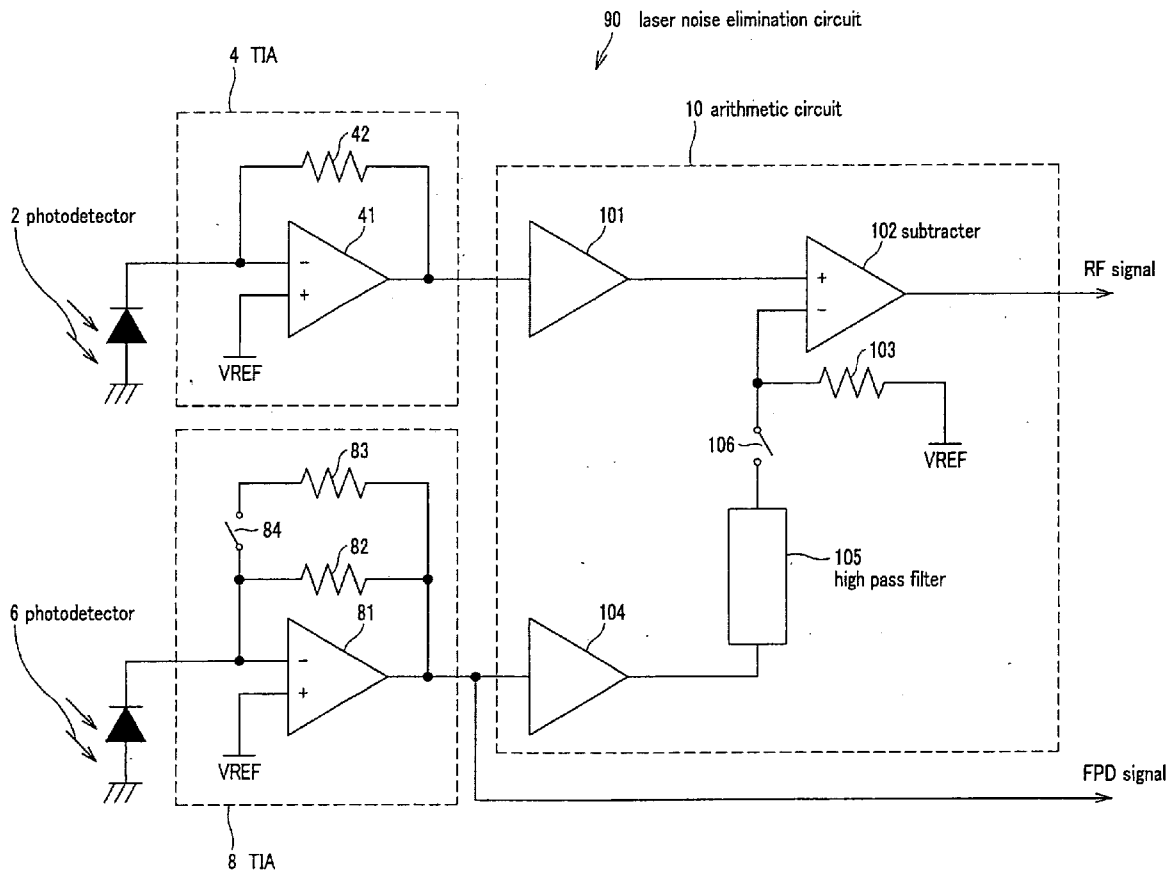 90 laser noise elimination circuit
4 TIA
10 arithmetic circuit
42
2 photodetector
41
101
102 subtracter
RF signal
−
+
+
−
VREF
103
106
VREF
83
84
82
105
high pass filter
6 photodetector
81
104
−
+
VREF
FPD signal
8 TIA